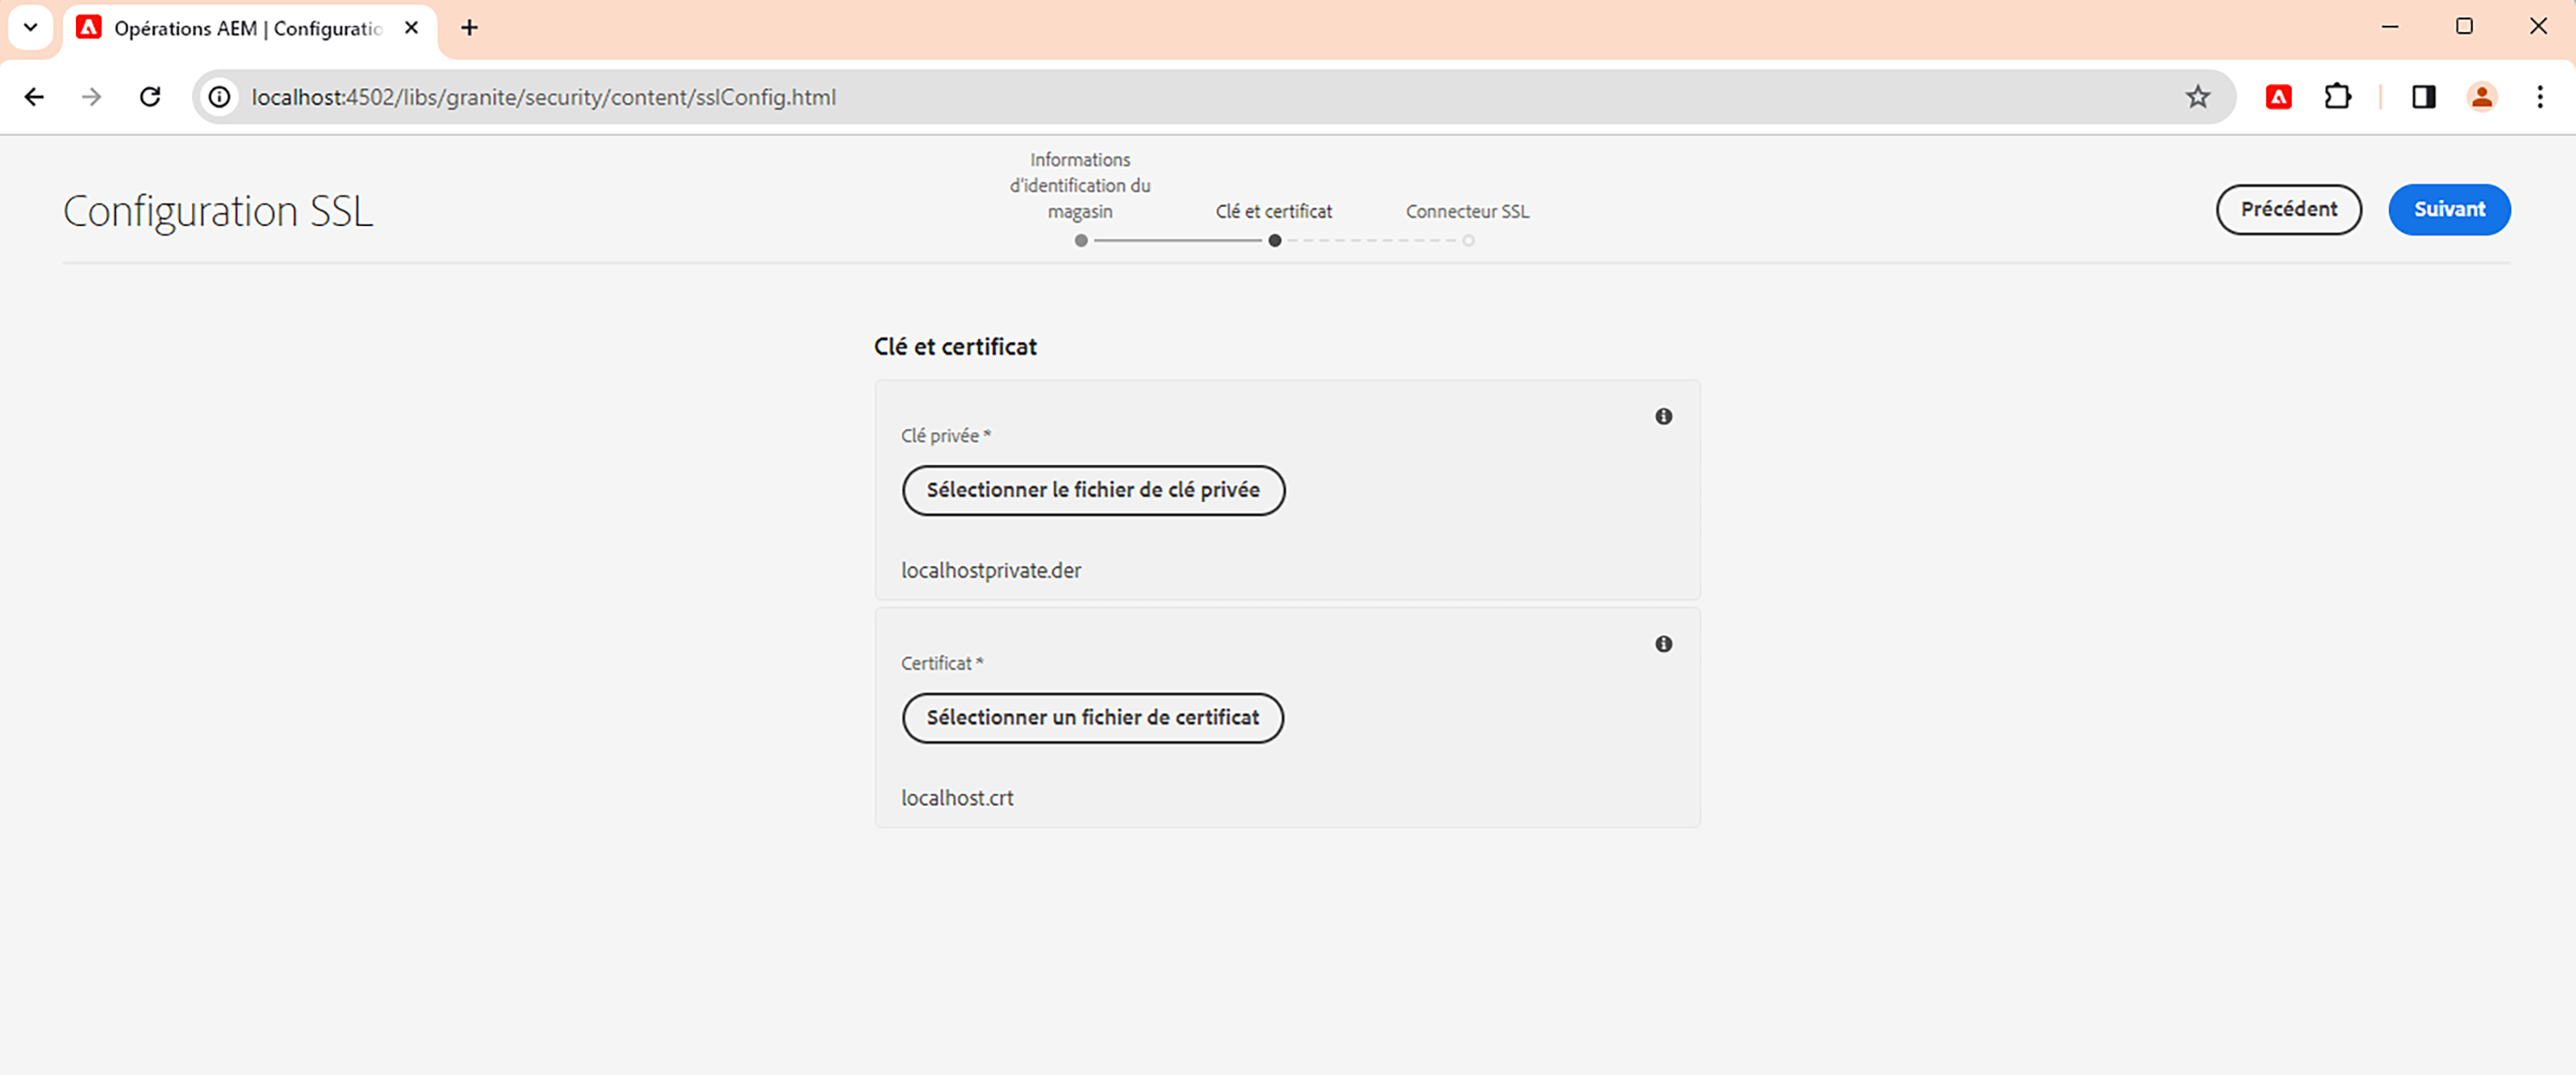 Opérations AEM | Configuratio
localhost:4502/libs/granite/security/content/sslConfig.html
Configuration SSL
Informations
d'identification du
magasin
Clé et certificat
Connecteur SSL
Précédent
Suivant
Clé et certificat
Clé privée *
Sélectionner le fichier de clé privée
localhostprivate.der
Certificat *
Sélectionner un fichier de certificat
localhost.crt